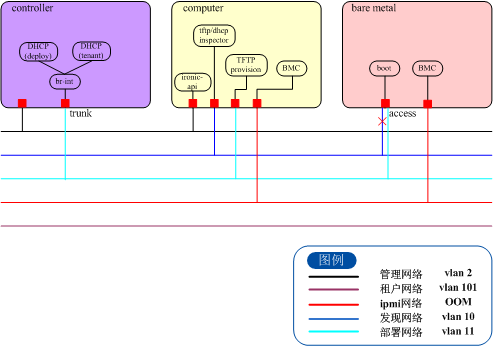 controller
computer
bare metal
DHCP
(deploy)
DHCP
(tenant)
br-int
tftp/dhcp
inspector
ironic-
api
TFTP
provision
BMC
boot
BMC
trunk
access
图例
管理网络 vlan 2
租户网络 vlan 101
ipmi网络 OOM
发现网络 vlan 10
部署网络 vlan 11